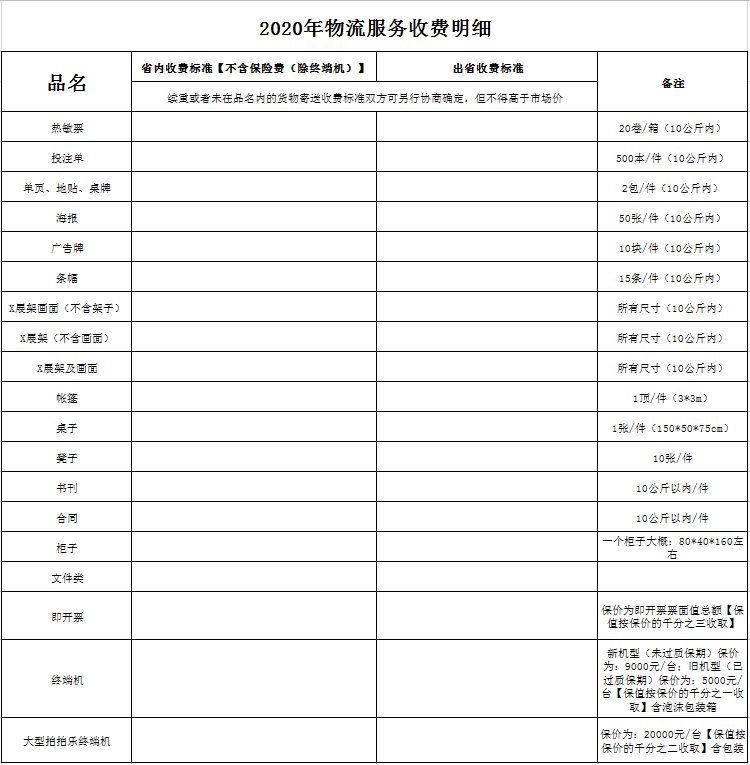 2020年物流服务收费明细
品名
省内收费标准【不含保险费（除终端机）】
出省收费标准
备注
续重或者未在品名内的货物寄送收费标准双方可另行协商确定，但不得高于市场价
热敏票
20卷/箱（10公斤内）
投注单
500本/件（10公斤内）
单页、地贴、桌牌
2包/件（10公斤内）
海报
50张/件（10公斤内）
广告牌
10块/件（10公斤内）
条幅
15条/件（10公斤内）
X展架画面（不含架子）
所有尺寸（10公斤内）
X展架（不含画面）
所有尺寸（10公斤内）
X展架及画面
所有尺寸（10公斤内）
帐篷
1顶/件（3*3m）
桌子
1张/件（150*50*75cm）
凳子
10张/件
书刊
10公斤以内/件
合同
10公斤以内/件
柜子
一个柜子大概：80*40*160左
右
文件类
即开票
保价为即开票票面值总额【保
值按保价的千分之三收取】
终端机
新机型（未过质保期）保价
为：9000元/台；旧机型（已
过质保期）保价为：5000元/
台【保值按保价的千分之一收
取】含泡沫包装箱
大型拍拍乐终端机
保价为：20000元/台【保值按
保价的千分之二收取】含包装